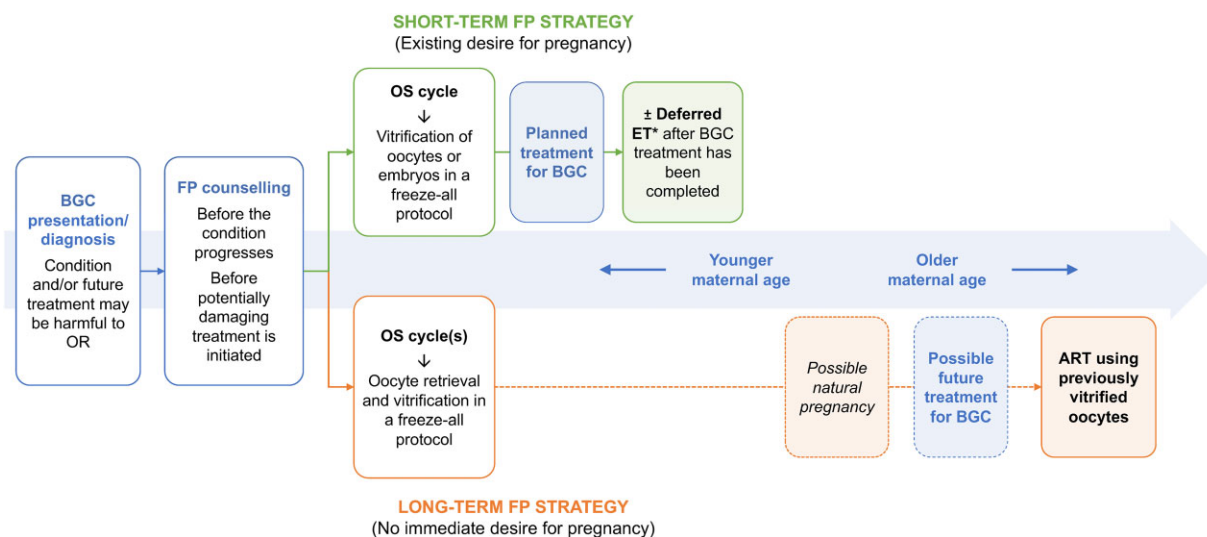 SHORT-TERM FP STRATEGY
(Existing desire for pregnancy)
BGC
presentation/
diagnosis
Condition
and/or future
treatment may
be harmful to
OR
FP counselling
Before the
condition
progresses
Before
potentially
damaging
treatment is
initiated
OS cycle
↓
Vitrification of
oocytes or
embryos in a
freeze-all
protocol
Planned
treatment
for BGC
± Deferred
ET* after BGC
treatment has
been
completed
Younger
maternal age
Older
maternal age
OS cycle(s)
↓
Oocyte retrieval
and vitrification in
a freeze-all
protocol
Possible
natural
pregnancy
Possible
future
treatment
for BGC
ART using
previously
vitrified
oocytes
LONG-TERM FP STRATEGY
(No immediate desire for pregnancy)